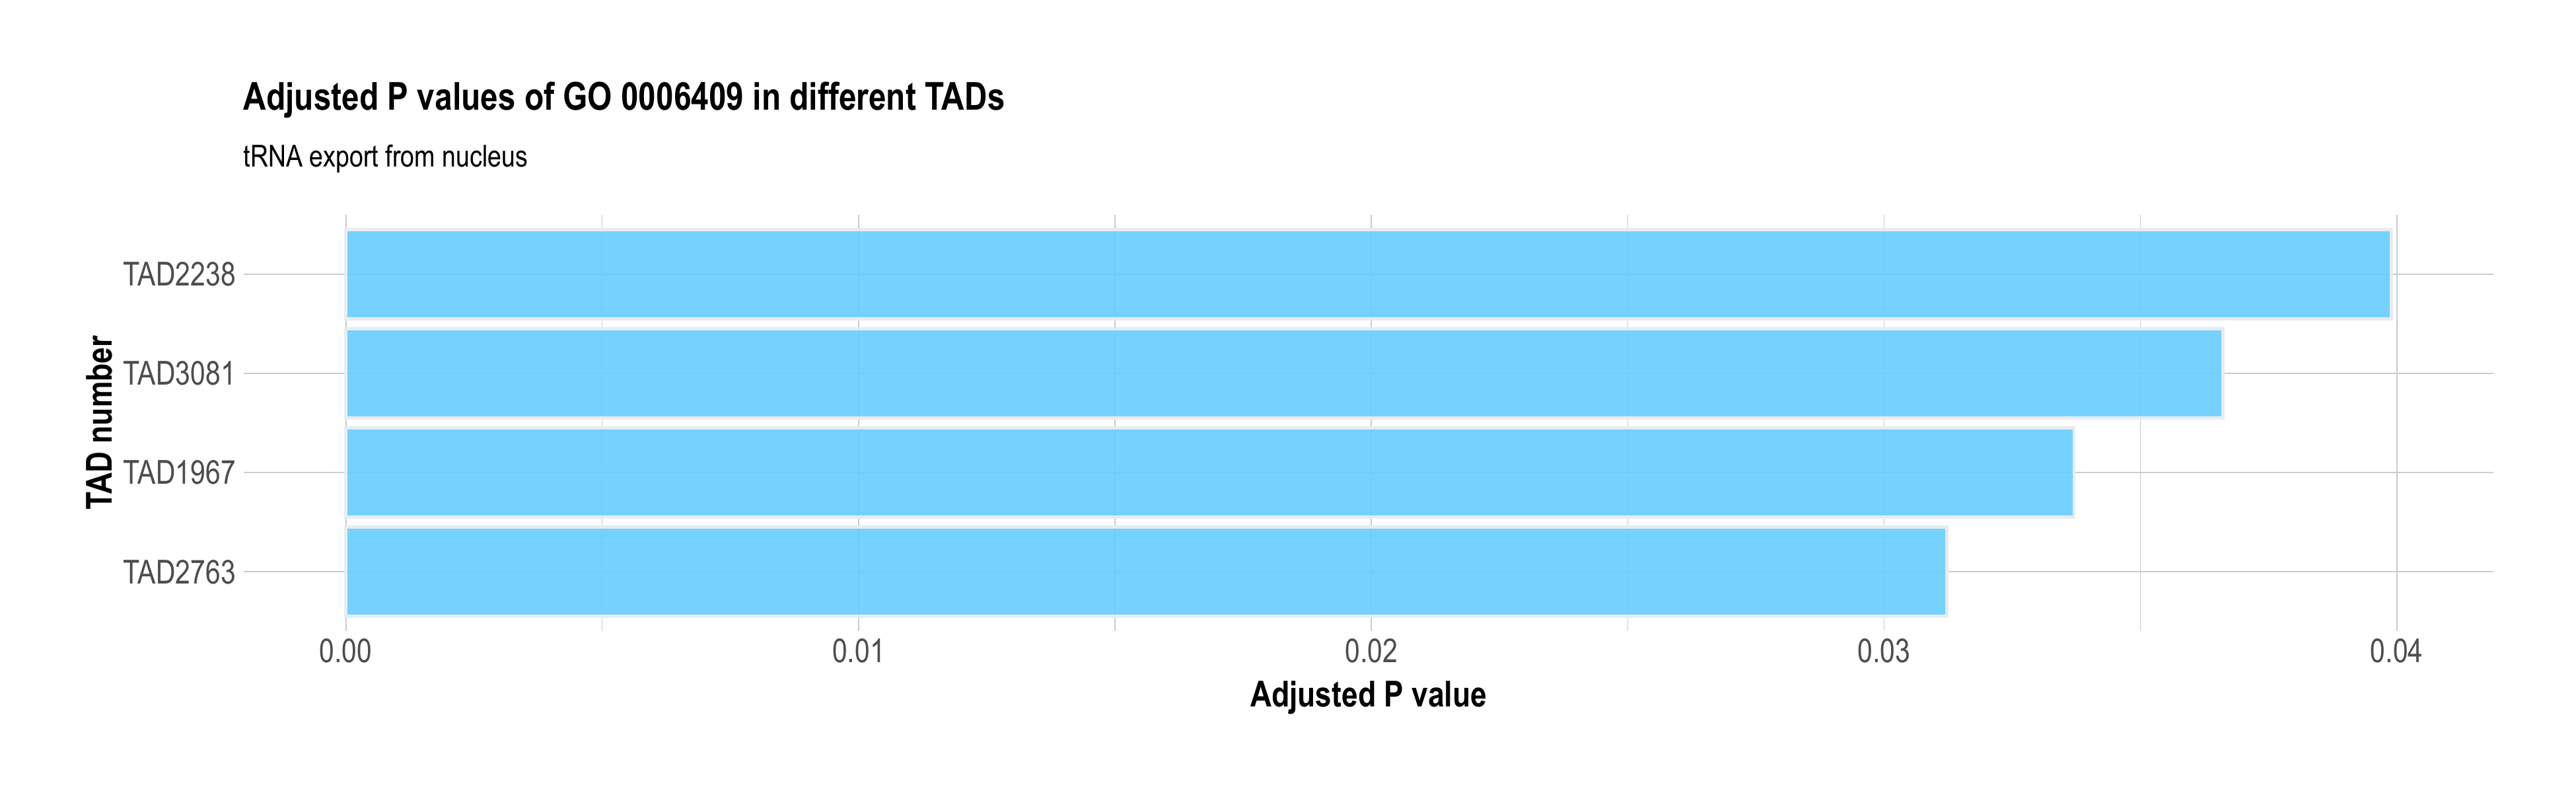 Adjusted P values of GO 0006409 in different TADs
tRNA export from nucleus
TAD number
TAD2238
TAD3081
TAD1967
TAD2763
0.00 0.01 0.02 0.03 0.04
Adjusted P value